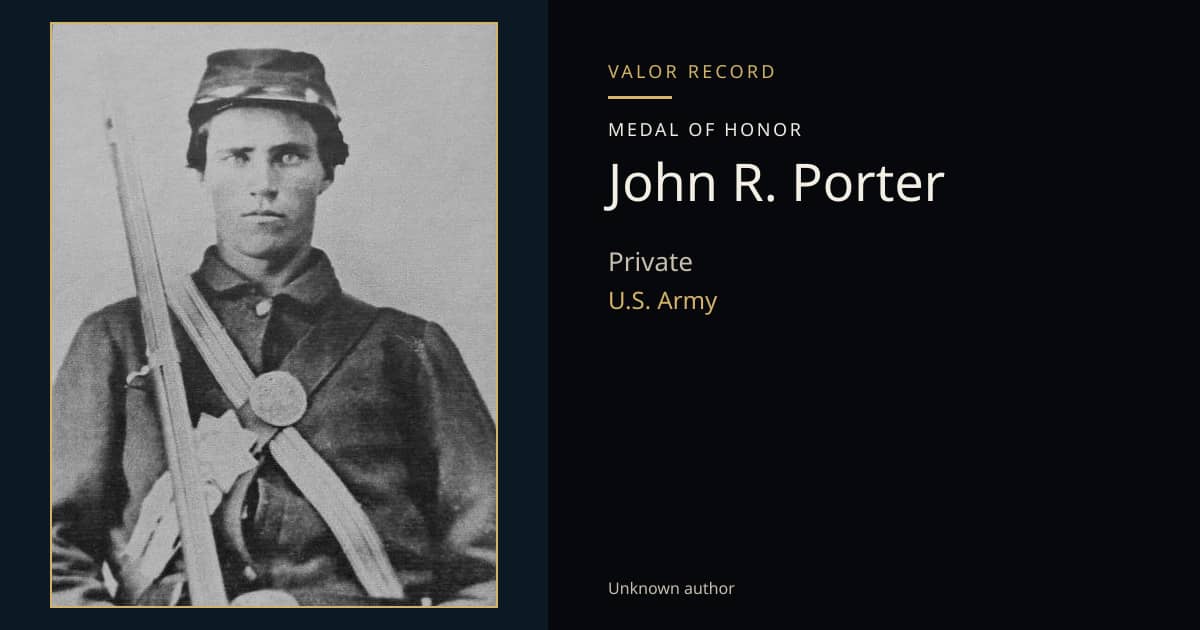 VALOR RECORD
MEDAL OF HONOR
John R. Porter
Private
U.S. Army
Unknown author